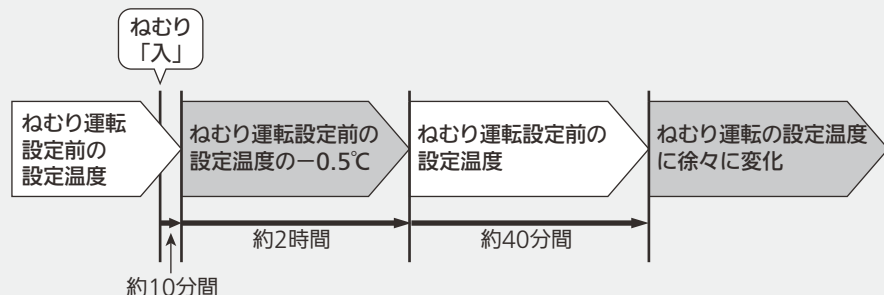 ねむり
「入」
ねむり運転
設定前の
設定温度
ねむり運転設定前の
設定温度の－0.5℃
ねむり運転設定前の
設定温度
ねむり運転の設定温度
に徐々に変化
約2時間
約40分間
約10分間